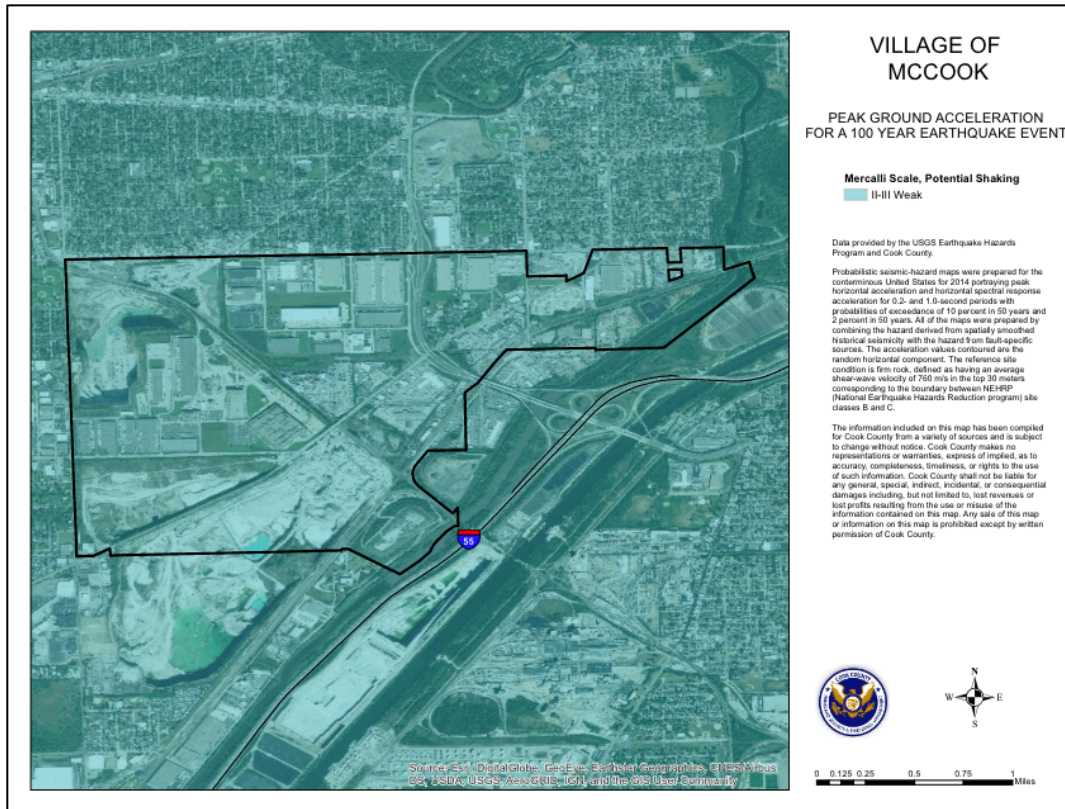 VILLAGE OF
MCCOOK
PEAK GROUND ACCELERATION
FOR A 100 YEAR EARTHQUAKE EVENT
Mercalli Scale, Potential Shaking
II-III Weak
Data provided by the USGS Earthquake Hazards
Program and Cook County.
Probabilistic seismic-hazard maps were prepared for the
conterminous United States for 2014 portraying peak
horizontal acceleration and horizontal spectral response
acceleration for 0.2- and 1.0-second periods with
probabilities of exceedance of 10 percent in 50 years and
2 percent in 50 years. All of the maps were prepared by
combining the hazard derived from spatially smoothed
historical seismicity with the hazard from fault-specific
sources. The acceleration values contoured are the
random horizontal component. The reference site
condition is firm rock, defined as having an average
shear-wave velocity of 760 m/s in the top 30 meters
corresponding to the boundary between NEHRP
(National Earthquake Hazards Reduction program) site
classes B and C.
The information included on this map has been compiled
for Cook County from a variety of sources and is subject
to change without notice. Cook County makes no
representations or warranties, express of implied, as to
accuracy, completeness, timeliness, or rights to the use
of such information. Cook County shall not be liable for
any general, special, indirect, incidental, or consequential
damages including, but not limited to, lost revenues or
lost profits resulting from the use or misuse of the
information contained on this map. Any sale of this map
or information on this map is prohibited except by written
permission of Cook County.
55
Source: Esri, DigitalGlobe, GeoEye, Earthstar Geographics, CNES/Airbus
DS, USDA, USGS, AeroGRID, IGN, and the GIS User Community
COOK COUNTY
N
W E
S
0 0.125 0.25 0.5 0.75 1
Miles